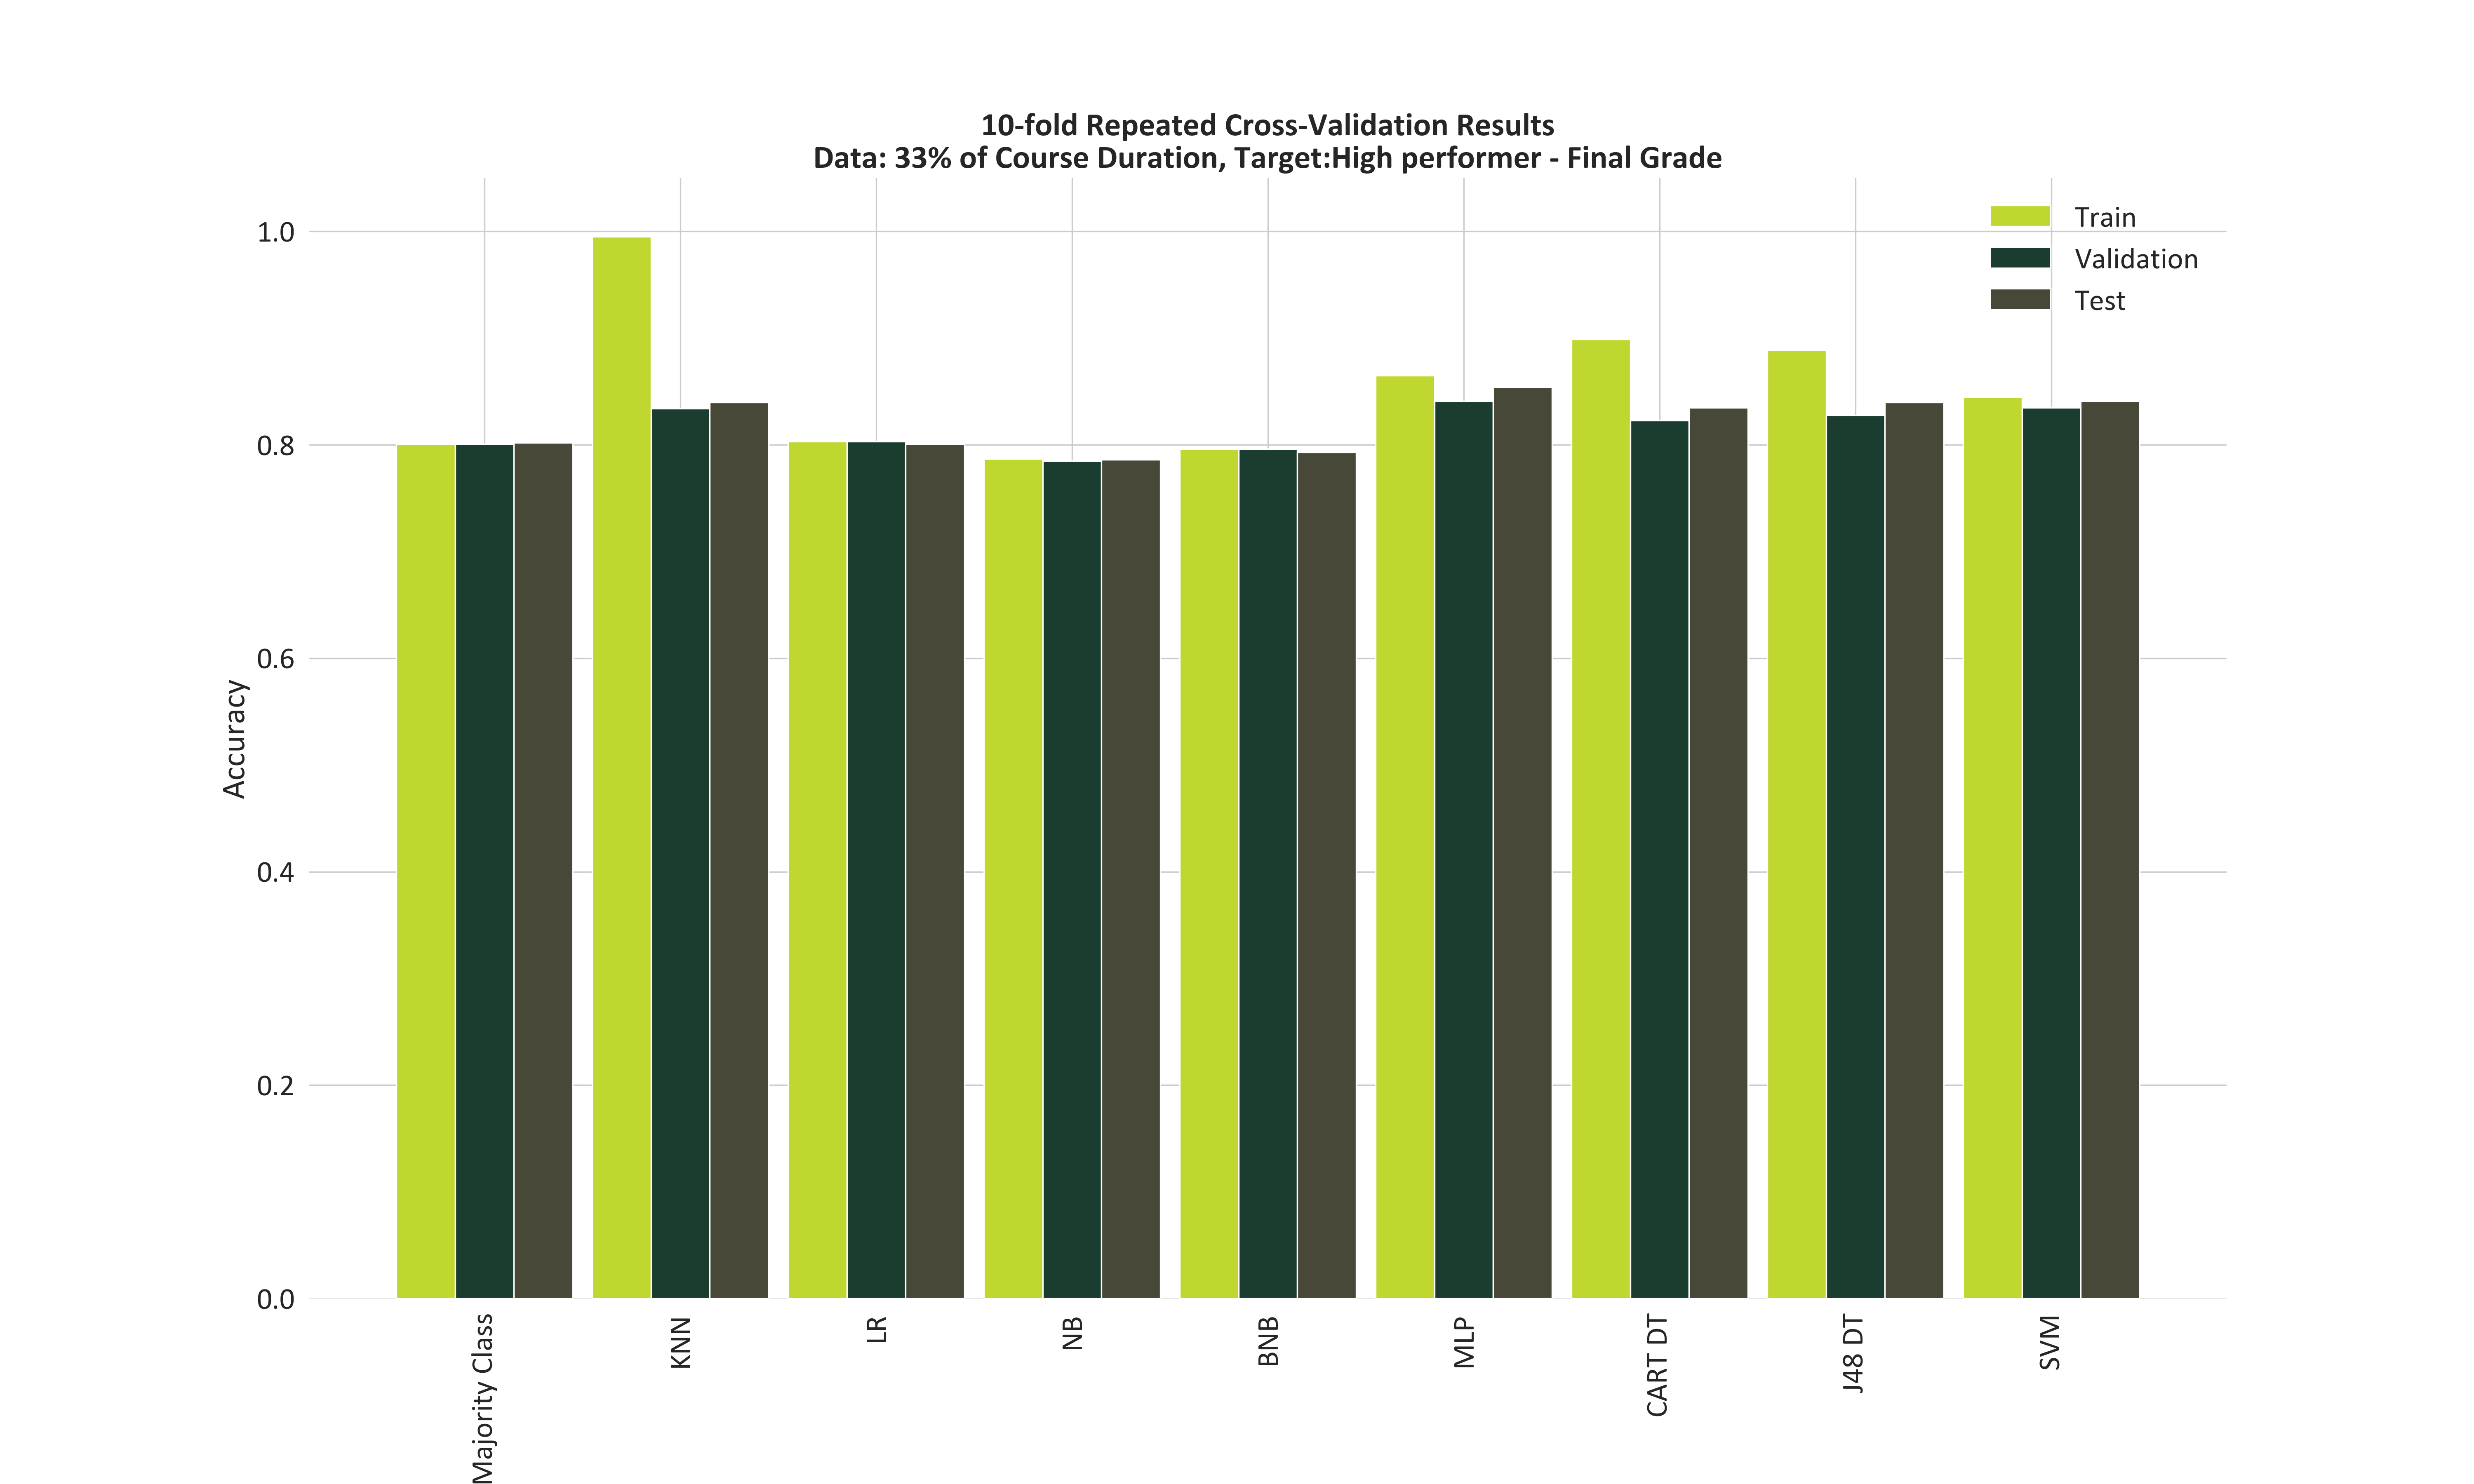 10-fold Repeated Cross-Validation Results
Data: 33% of Course Duration, Target:High performer - Final Grade
Train
Validation
Test
Accuracy
1.0
0.8
0.6
0.4
0.2
0.0
Majority Class
KNN
LR
NB
BNB
MLP
CART DT
J48 DT
SVM